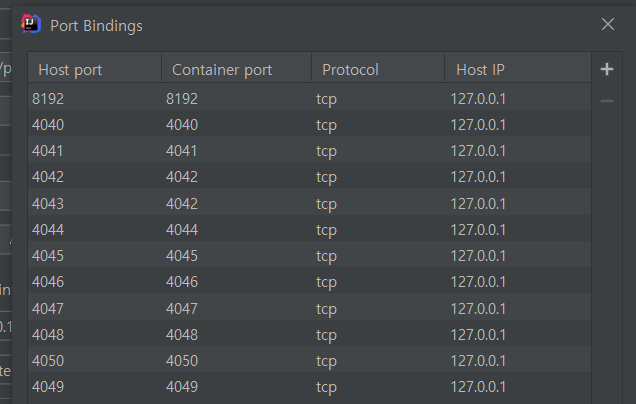 Port Bindings
Host port Container port Protocol Host IP
8192 8192 tcp 127.0.0.1
4040 4040 tcp 127.0.0.1
4041 4041 tcp 127.0.0.1
4042 4042 tcp 127.0.0.1
4043 4042 tcp 127.0.0.1
4044 4044 tcp 127.0.0.1
4045 4045 tcp 127.0.0.1
4046 4046 tcp 127.0.0.1
4047 4047 tcp 127.0.0.1
4048 4048 tcp 127.0.0.1
4050 4050 tcp 127.0.0.1
4049 4049 tcp 127.0.0.1